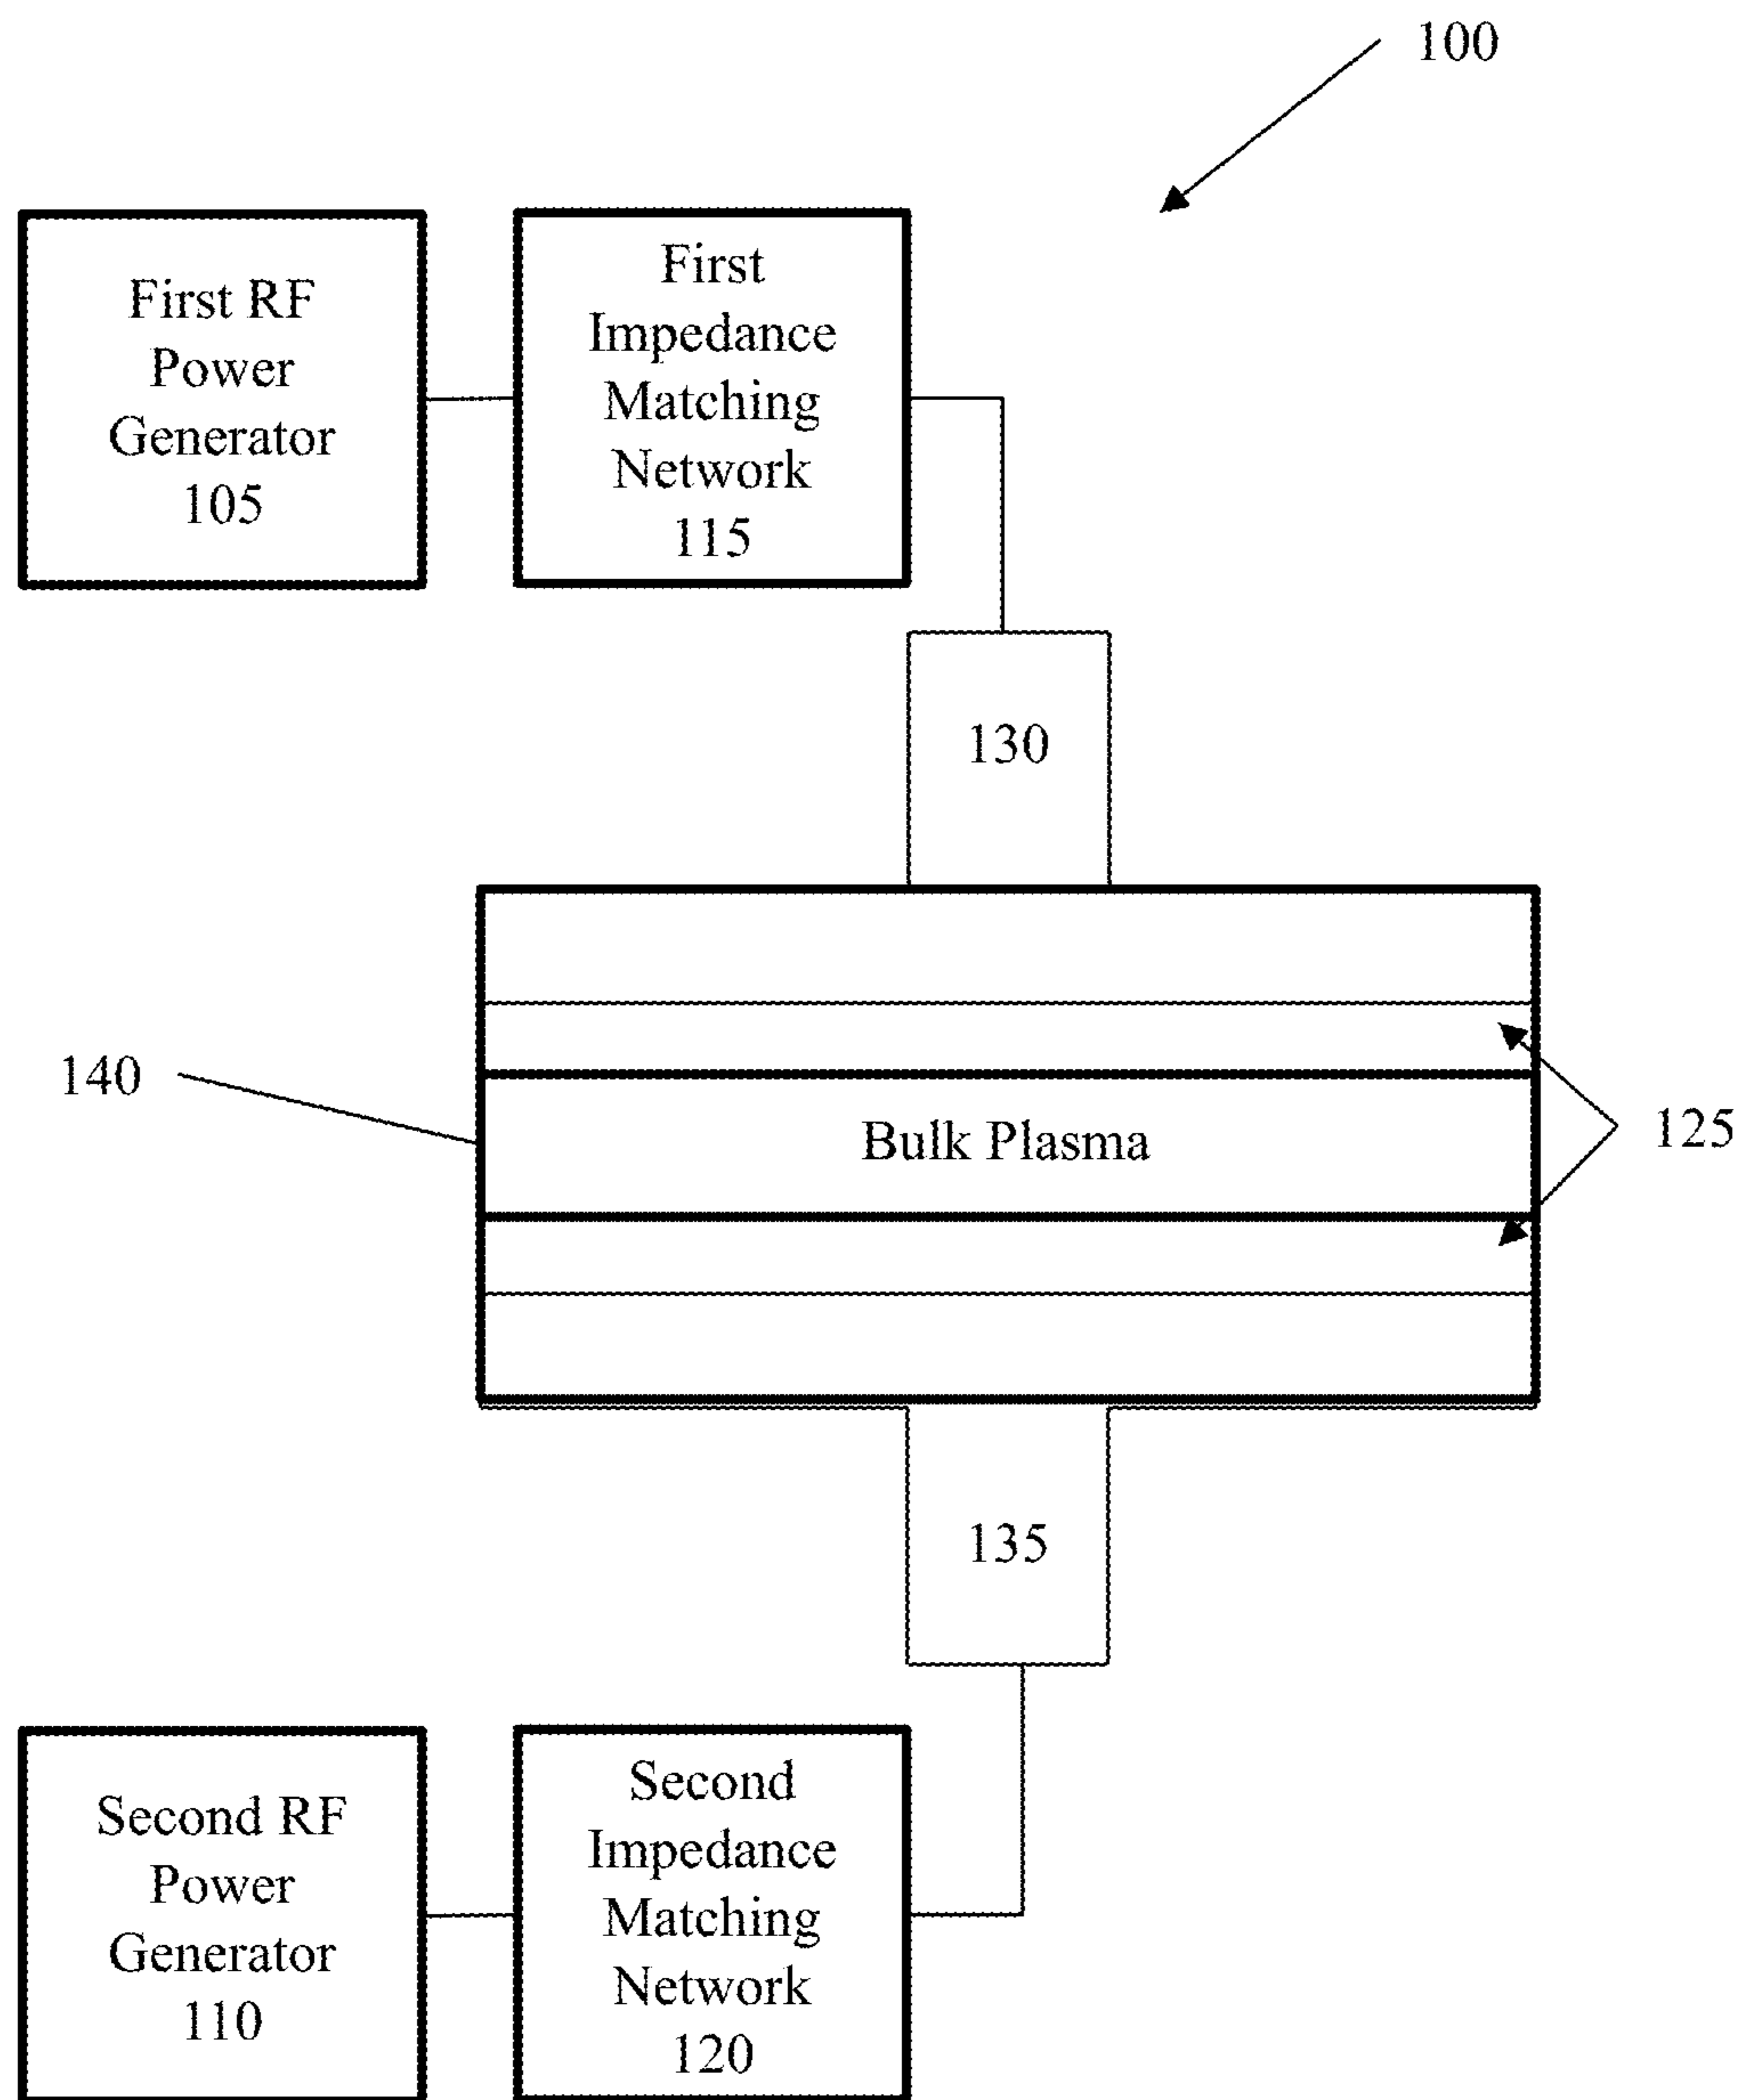 100
First RF
Power
Generator
105
First
Impedance
Matching
Network
115
130
140
Bulk Plasma
125
135
Second RF
Power
Generator
110
Second
Impedance
Matching
Network
120